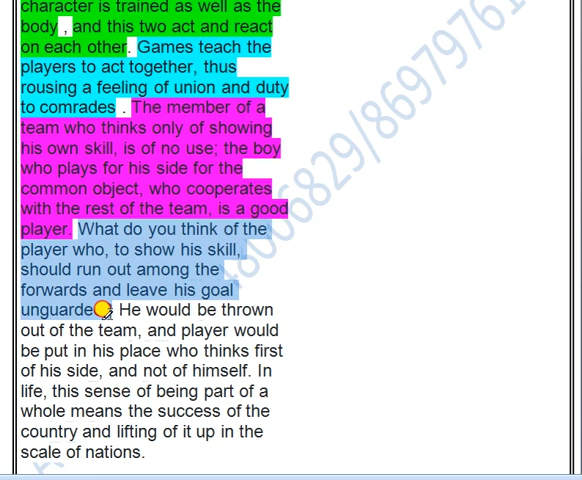 character is trained as well as the
body , and this two act and react
on each other. Games teach the
players to act together, thus
rousing a feeling of union and duty
to comrades . The member of a
team who thinks only of showing
his own skill, is of no use; the boy
who plays for his side for the
common object, who cooperates
with the rest of the team, is a good
player. What do you think of the
player who, to show his skill,
should run out among the
forwards and leave his goal
He would be thrown
out of the team, and player would
be put in his place who thinks first
of his side, and not of himself. In
life, this sense of being part of a
whole means the success of the
country and lifting of it up in the
scale of nations.